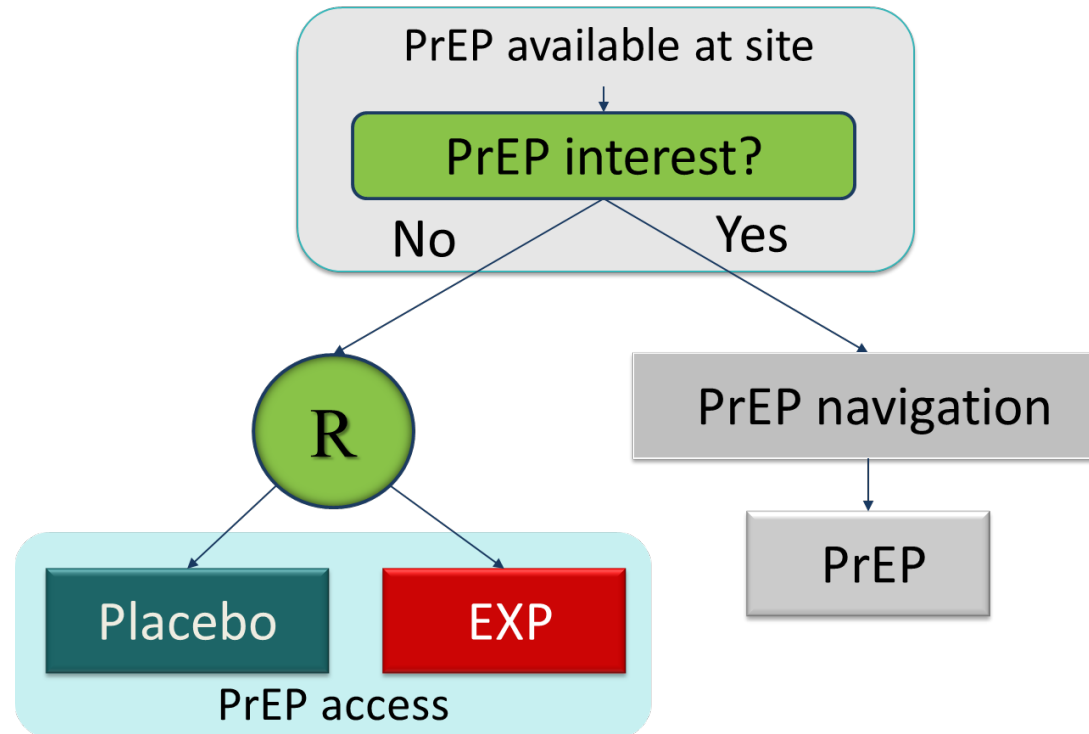 PrEP available at site
PrEP interest?
No
Yes
R
PrEP navigation
Placebo
EXP
PrEP
PrEP access